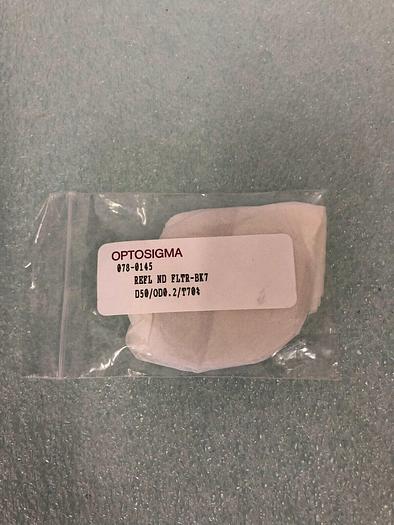 OPTOSIGMA
078-0145
REFL ND FLTR-BK7
D50/OD0.2/T70%